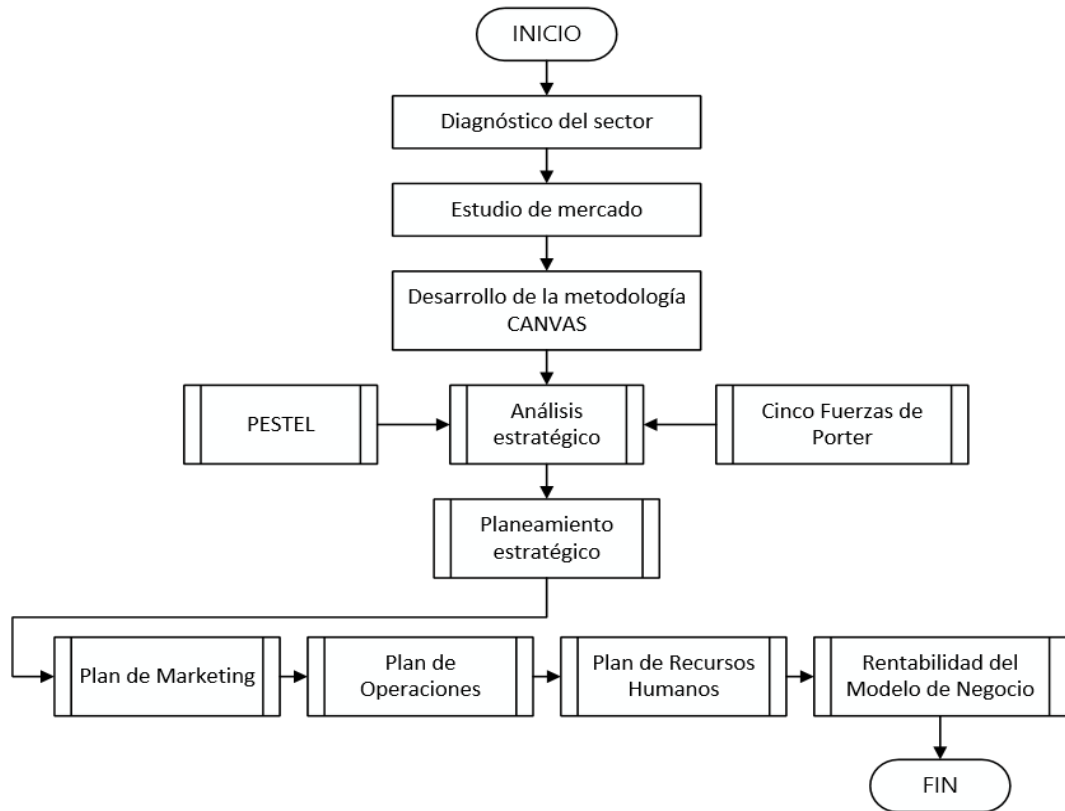 INICIO
Diagnóstico del sector
Estudio de mercado
Desarrollo de la metodología
CANVAS
PESTEL
Análisis
estratégico
Cinco Fuerzas de
Porter
Planeamiento
estratégico
Plan de Marketing
Plan de
Operaciones
Plan de Recursos
Humanos
Rentabilidad del
Modelo de Negocio
FIN